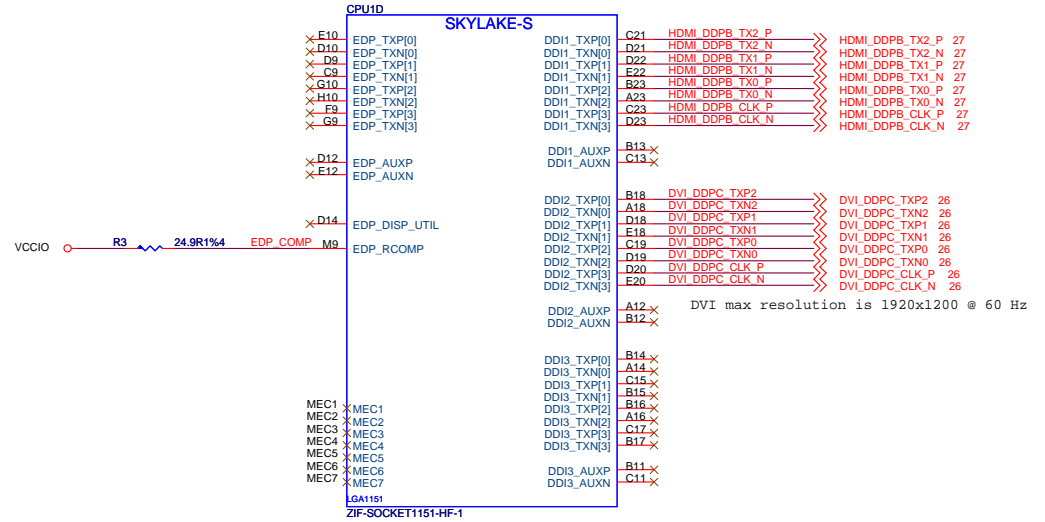 CPU1D
SKYLAKE-S
E10 EDP_TXP[0]
D10 EDP_TXN[0]
D9 EDP_TXP[1]
C9 EDP_TXN[1]
G10 EDP_TXP[2]
H10 EDP_TXN[2]
F9 EDP_TXP[3]
G9 EDP_TXN[3]
D12 EDP_AUXP
E12 EDP_AUXN
D14 EDP_DISP_UTIL
VCCIO R3 24.9R1%4 EDP_COMP M9 EDP_RCOMP
MEC1 MEC1
MEC2 MEC2
MEC3 MEC3
MEC4 MEC4
MEC5 MEC5
MEC6 MEC6
MEC7 MEC7
DDI1_TXP[0] C21 HDMI_DDPB_TX2_P HDMI_DDPB_TX2_P 27
DDI1_TXN[0] D21 HDMI_DDPB_TX2_N HDMI_DDPB_TX2_N 27
DDI1_TXP[1] D22 HDMI_DDPB_TX1_P HDMI_DDPB_TX1_P 27
DDI1_TXN[1] E22 HDMI_DDPB_TX1_N HDMI_DDPB_TX1_N 27
DDI1_TXP[2] B23 HDMI_DDPB_TX0_P HDMI_DDPB_TX0_P 27
DDI1_TXN[2] A23 HDMI_DDPB_TX0_N HDMI_DDPB_TX0_N 27
DDI1_TXP[3] C23 HDMI_DDPB_CLK_P HDMI_DDPB_CLK_P 27
DDI1_TXN[3] D23 HDMI_DDPB_CLK_N HDMI_DDPB_CLK_N 27
DDI1_AUXP B13
DDI1_AUXN C13
DDI2_TXP[0] B18 DVI_DDPC_TXP2 DVI_DDPC_TXP2 26
DDI2_TXN[0] A18 DVI_DDPC_TXN2 DVI_DDPC_TXN2 26
DDI2_TXP[1] D18 DVI_DDPC_TXP1 DVI_DDPC_TXP1 26
DDI2_TXN[1] E18 DVI_DDPC_TXN1 DVI_DDPC_TXN1 26
DDI2_TXP[2] C19 DVI_DDPC_TXP0 DVI_DDPC_TXP0 26
DDI2_TXN[2] D19 DVI_DDPC_TXN0 DVI_DDPC_TXN0 26
DDI2_TXP[3] D20 DVI_DDPC_CLK_P DVI_DDPC_CLK_P 26
DDI2_TXN[3] E20 DVI_DDPC_CLK_N DVI_DDPC_CLK_N 26
DVI max resolution is 1920x1200 @ 60 Hz
DDI2_AUXP A12
DDI2_AUXN B12
DDI3_TXP[0] B14
DDI3_TXN[0] A14
DDI3_TXP[1] C15
DDI3_TXN[1] B15
DDI3_TXP[2] B16
DDI3_TXN[2] A16
DDI3_TXP[3] C17
DDI3_TXN[3] B17
DDI3_AUXP B11
DDI3_AUXN C11
LGA1151
ZIF-SOCKET1151-HF-1